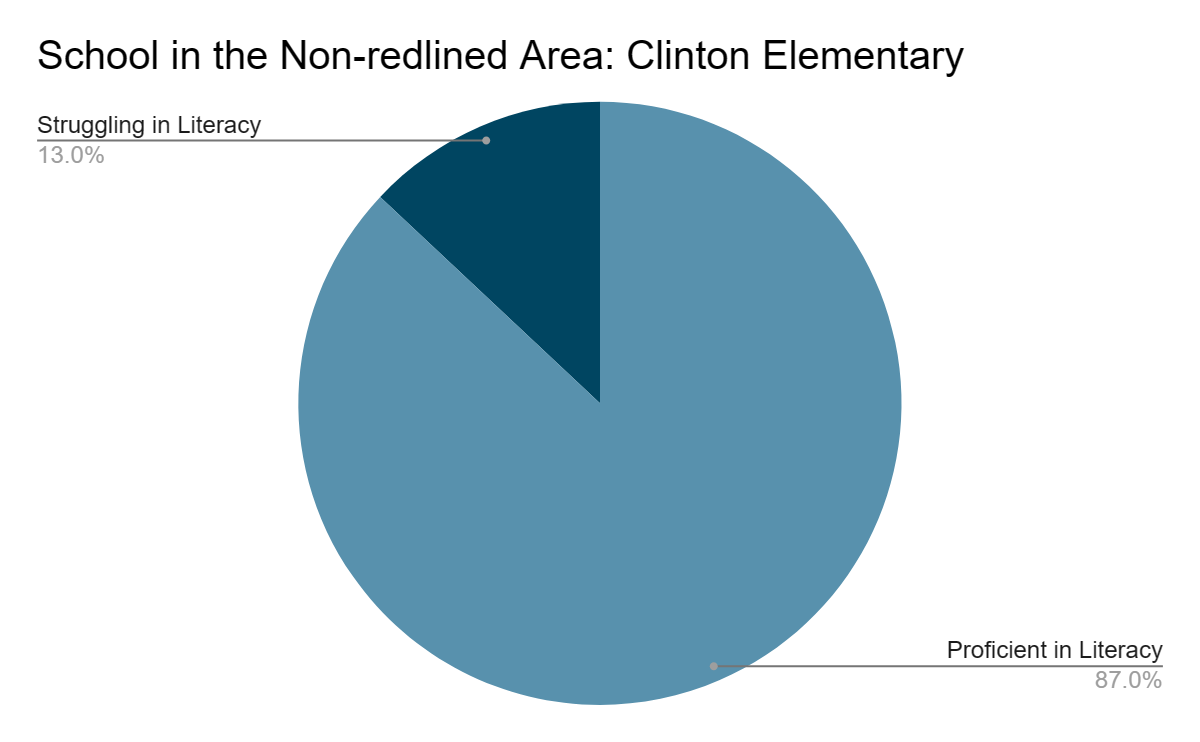 School in the Non-redlined Area: Clinton Elementary
Struggling in Literacy
13.0%
Proficient in Literacy
87.0%